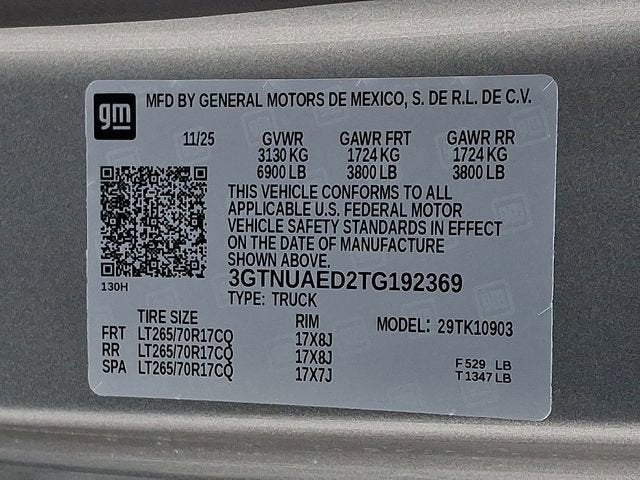 gm
MFD BY GENERAL MOTORS DE MEXICO, S. DE R.L. DE C.V.
11/25 GVWR GAWR FRT GAWR RR
3130 KG 1724 KG 1724 KG
6900 LB 3800 LB 3800 LB
THIS VEHICLE CONFORMS TO ALL
APPLICABLE U.S. FEDERAL MOTOR
VEHICLE SAFETY STANDARDS IN EFFECT
ON THE DATE OF MANUFACTURE
SHOWN ABOVE.
130H
3GTNUAED2TG192369
TYPE: TRUCK
TIRE SIZE RIM MODEL: 29TK10903
FRT LT265/70R17CQ 17X8J
RR LT265/70R17CQ 17X8J
SPA LT265/70R17CQ 17X7J
F 529 LB
T 1347 LB